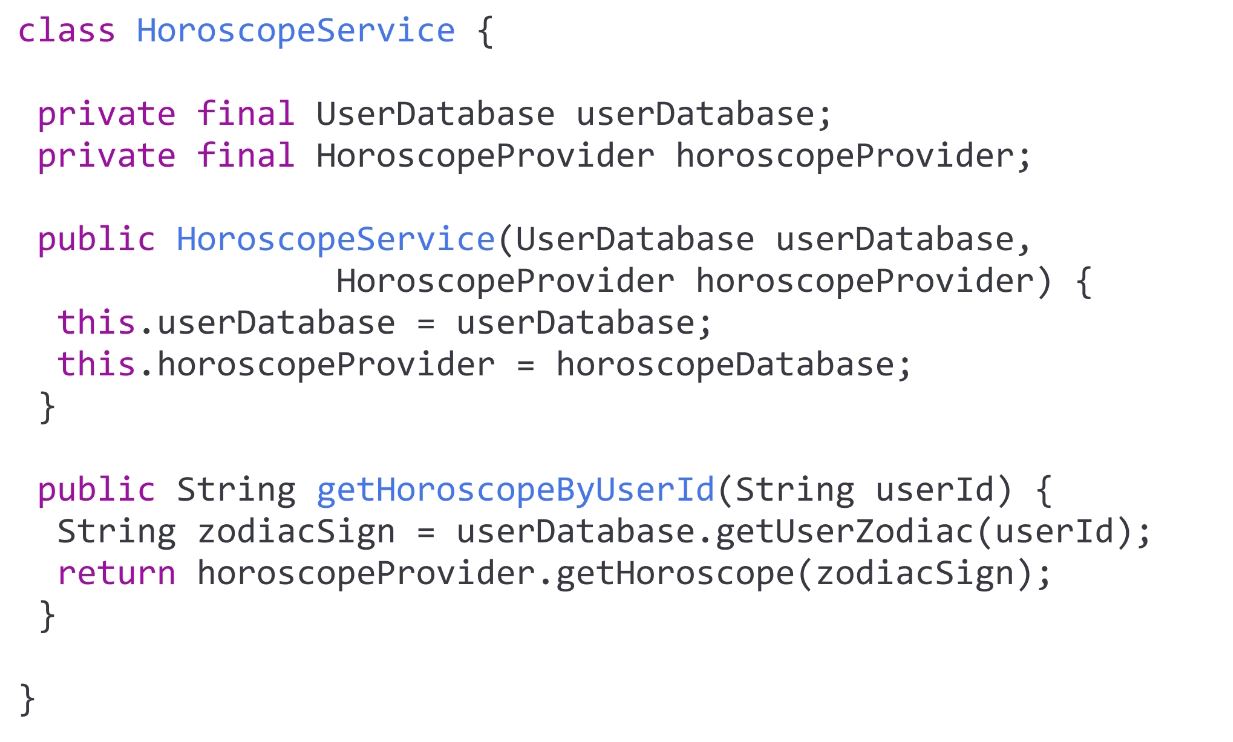 class HoroscopeService {
private final UserDatabase userDatabase;
private final HoroscopeProvider horoscopeProvider;
public HoroscopeService(UserDatabase userDatabase,
HoroscopeProvider horoscopeProvider) {
this.userDatabase = userDatabase;
this.horoscopeProvider = horoscopeDatabase;
}
public String getHoroscopeByUserId(String userId) {
String zodiacSign = userDatabase.getUserZodiac(userId);
return horoscopeProvider.getHoroscope(zodiacSign);
}
}